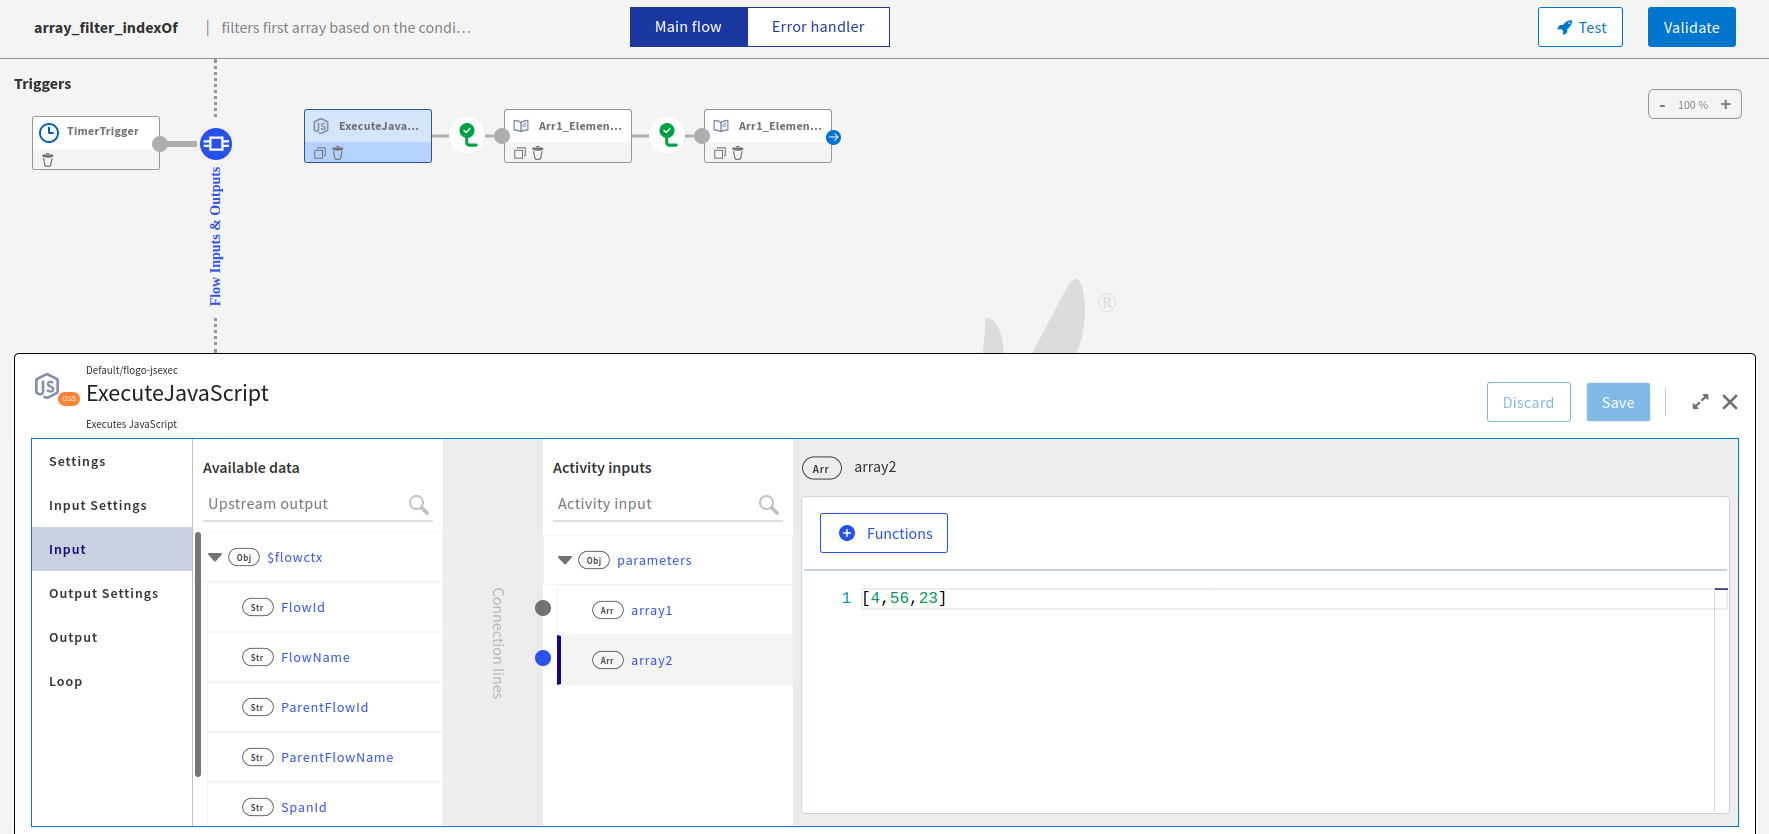 array_filter_indexOf
filters first array based on the condi...
Main flow
Error handler
Test
Validate
Triggers
TimerTrigger
Flow Inputs & Outputs
JS
ExecuteJava...
Arr1_Elemen...
Arr1_Elemen...
- 100 % +
®
Default/flogo-jsexec
JS
OSS
ExecuteJavaScript
Executes JavaScript
Discard
Save
Settings
Input Settings
Input
Output Settings
Output
Loop
Available data
Upstream output
Obj $flowctx
Str FlowId
Str FlowName
Str ParentFlowId
Str ParentFlowName
Str SpanId
Connection lines
Activity inputs
Activity input
Obj parameters
Arr array1
Arr array2
Arr array2
Functions
1 [4,56,23]